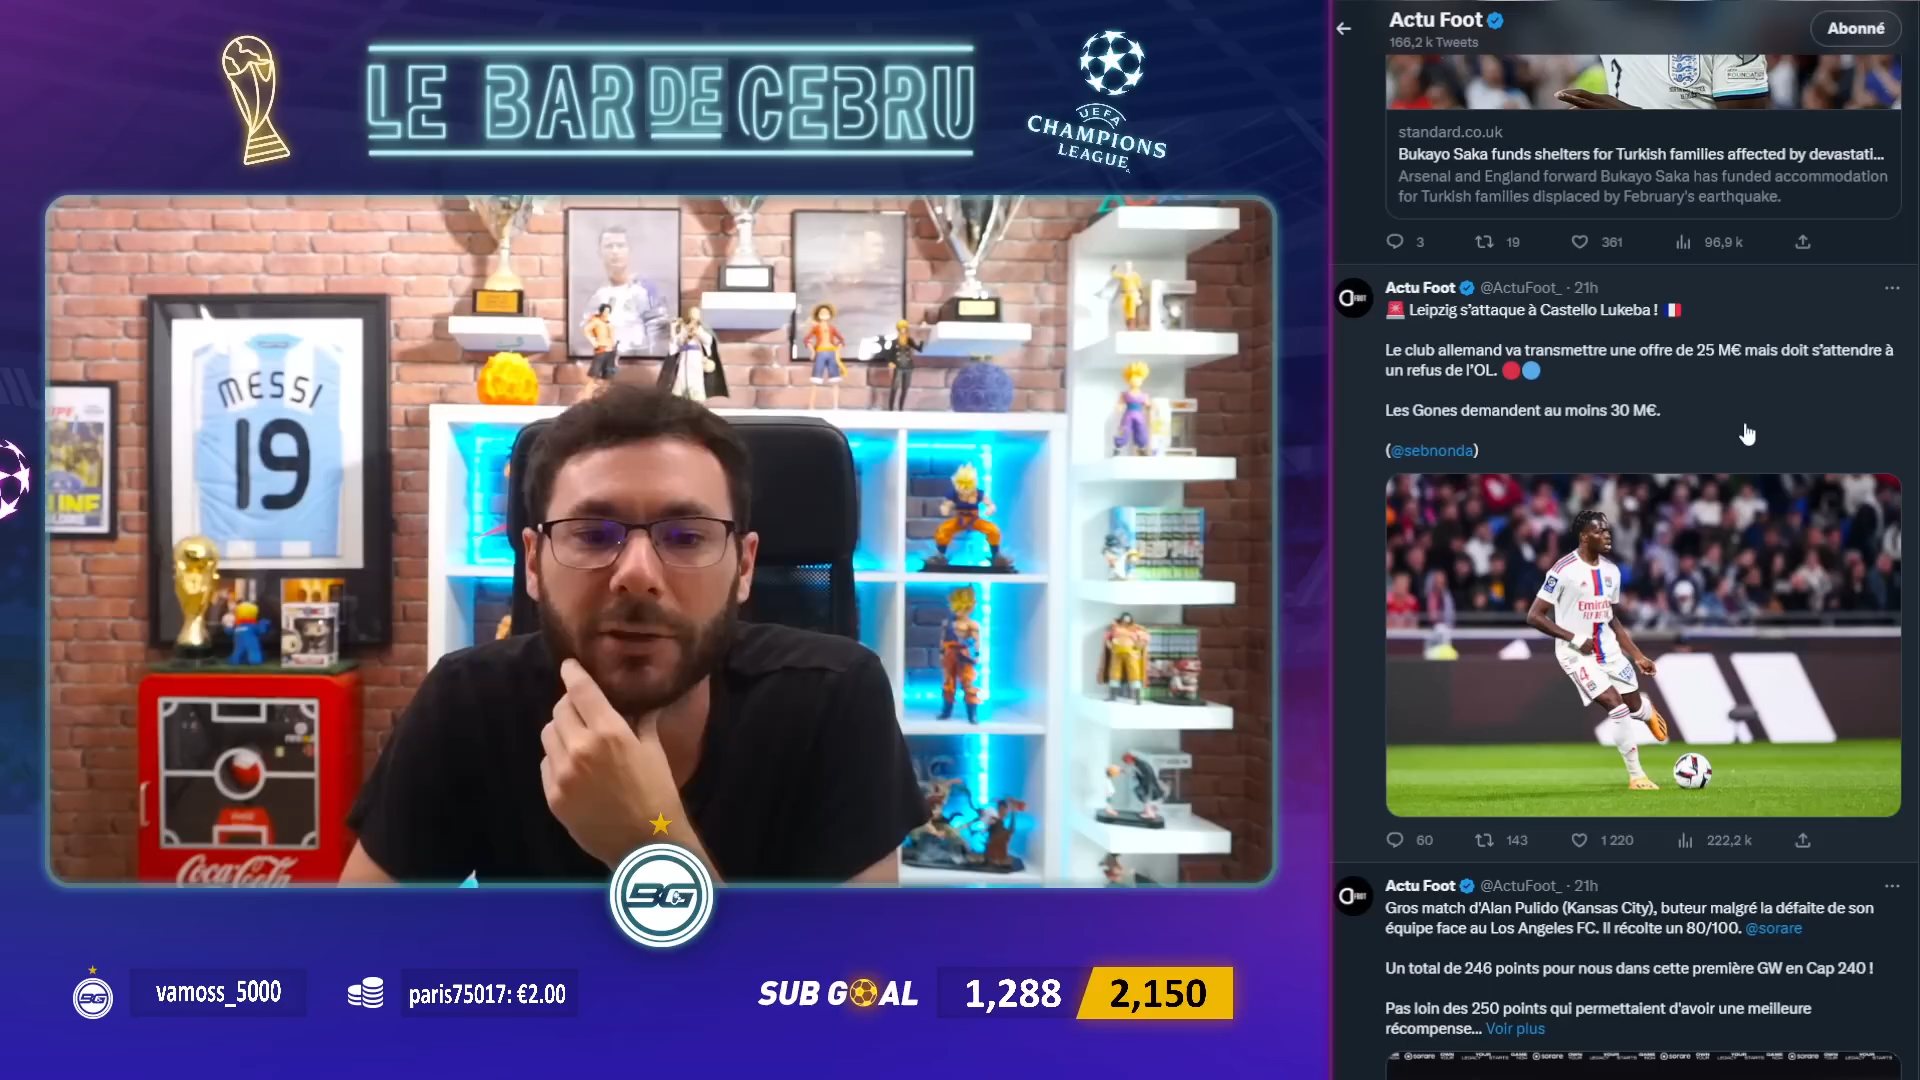 LE BAR DE CEBRU
UEFA
CHAMPIONS
LEAGUE
MESSI
19
Coca-Cola
BG
vamoss_5000
paris75017: €2.00
SUB GOAL
1,288
2,150
Actu Foot
166,2 k Tweets
Abonné
7
standard.co.uk
Bukayo Saka funds shelters for Turkish families affected by devastati...
Arsenal and England forward Bukayo Saka has funded accommodation
for Turkish families displaced by February's earthquake.
3 19 361 96,9 k
Actu Foot @ActuFoot_ · 21h
🚨 Leipzig s’attaque à Castello Lukeba ! 🇫🇷
Le club allemand va transmettre une offre de 25 M€ mais doit s’attendre à
un refus de l’OL. 🔴🔵
Les Gones demandent au moins 30 M€.
(@sebnonda)
Emirates
FLY BETTER
4
60 143 1 220 222,2 k
Actu Foot @ActuFoot_ · 21h
Gros match d'Alan Pulido (Kansas City), buteur malgré la défaite de son
équipe face au Los Angeles FC. Il récolte un 80/100. @sorare
Un total de 246 points pour nous dans cette première GW en Cap 240 !
Pas loin des 250 points qui permettaient d'avoir une meilleure
récompense... Voir plus
sorare